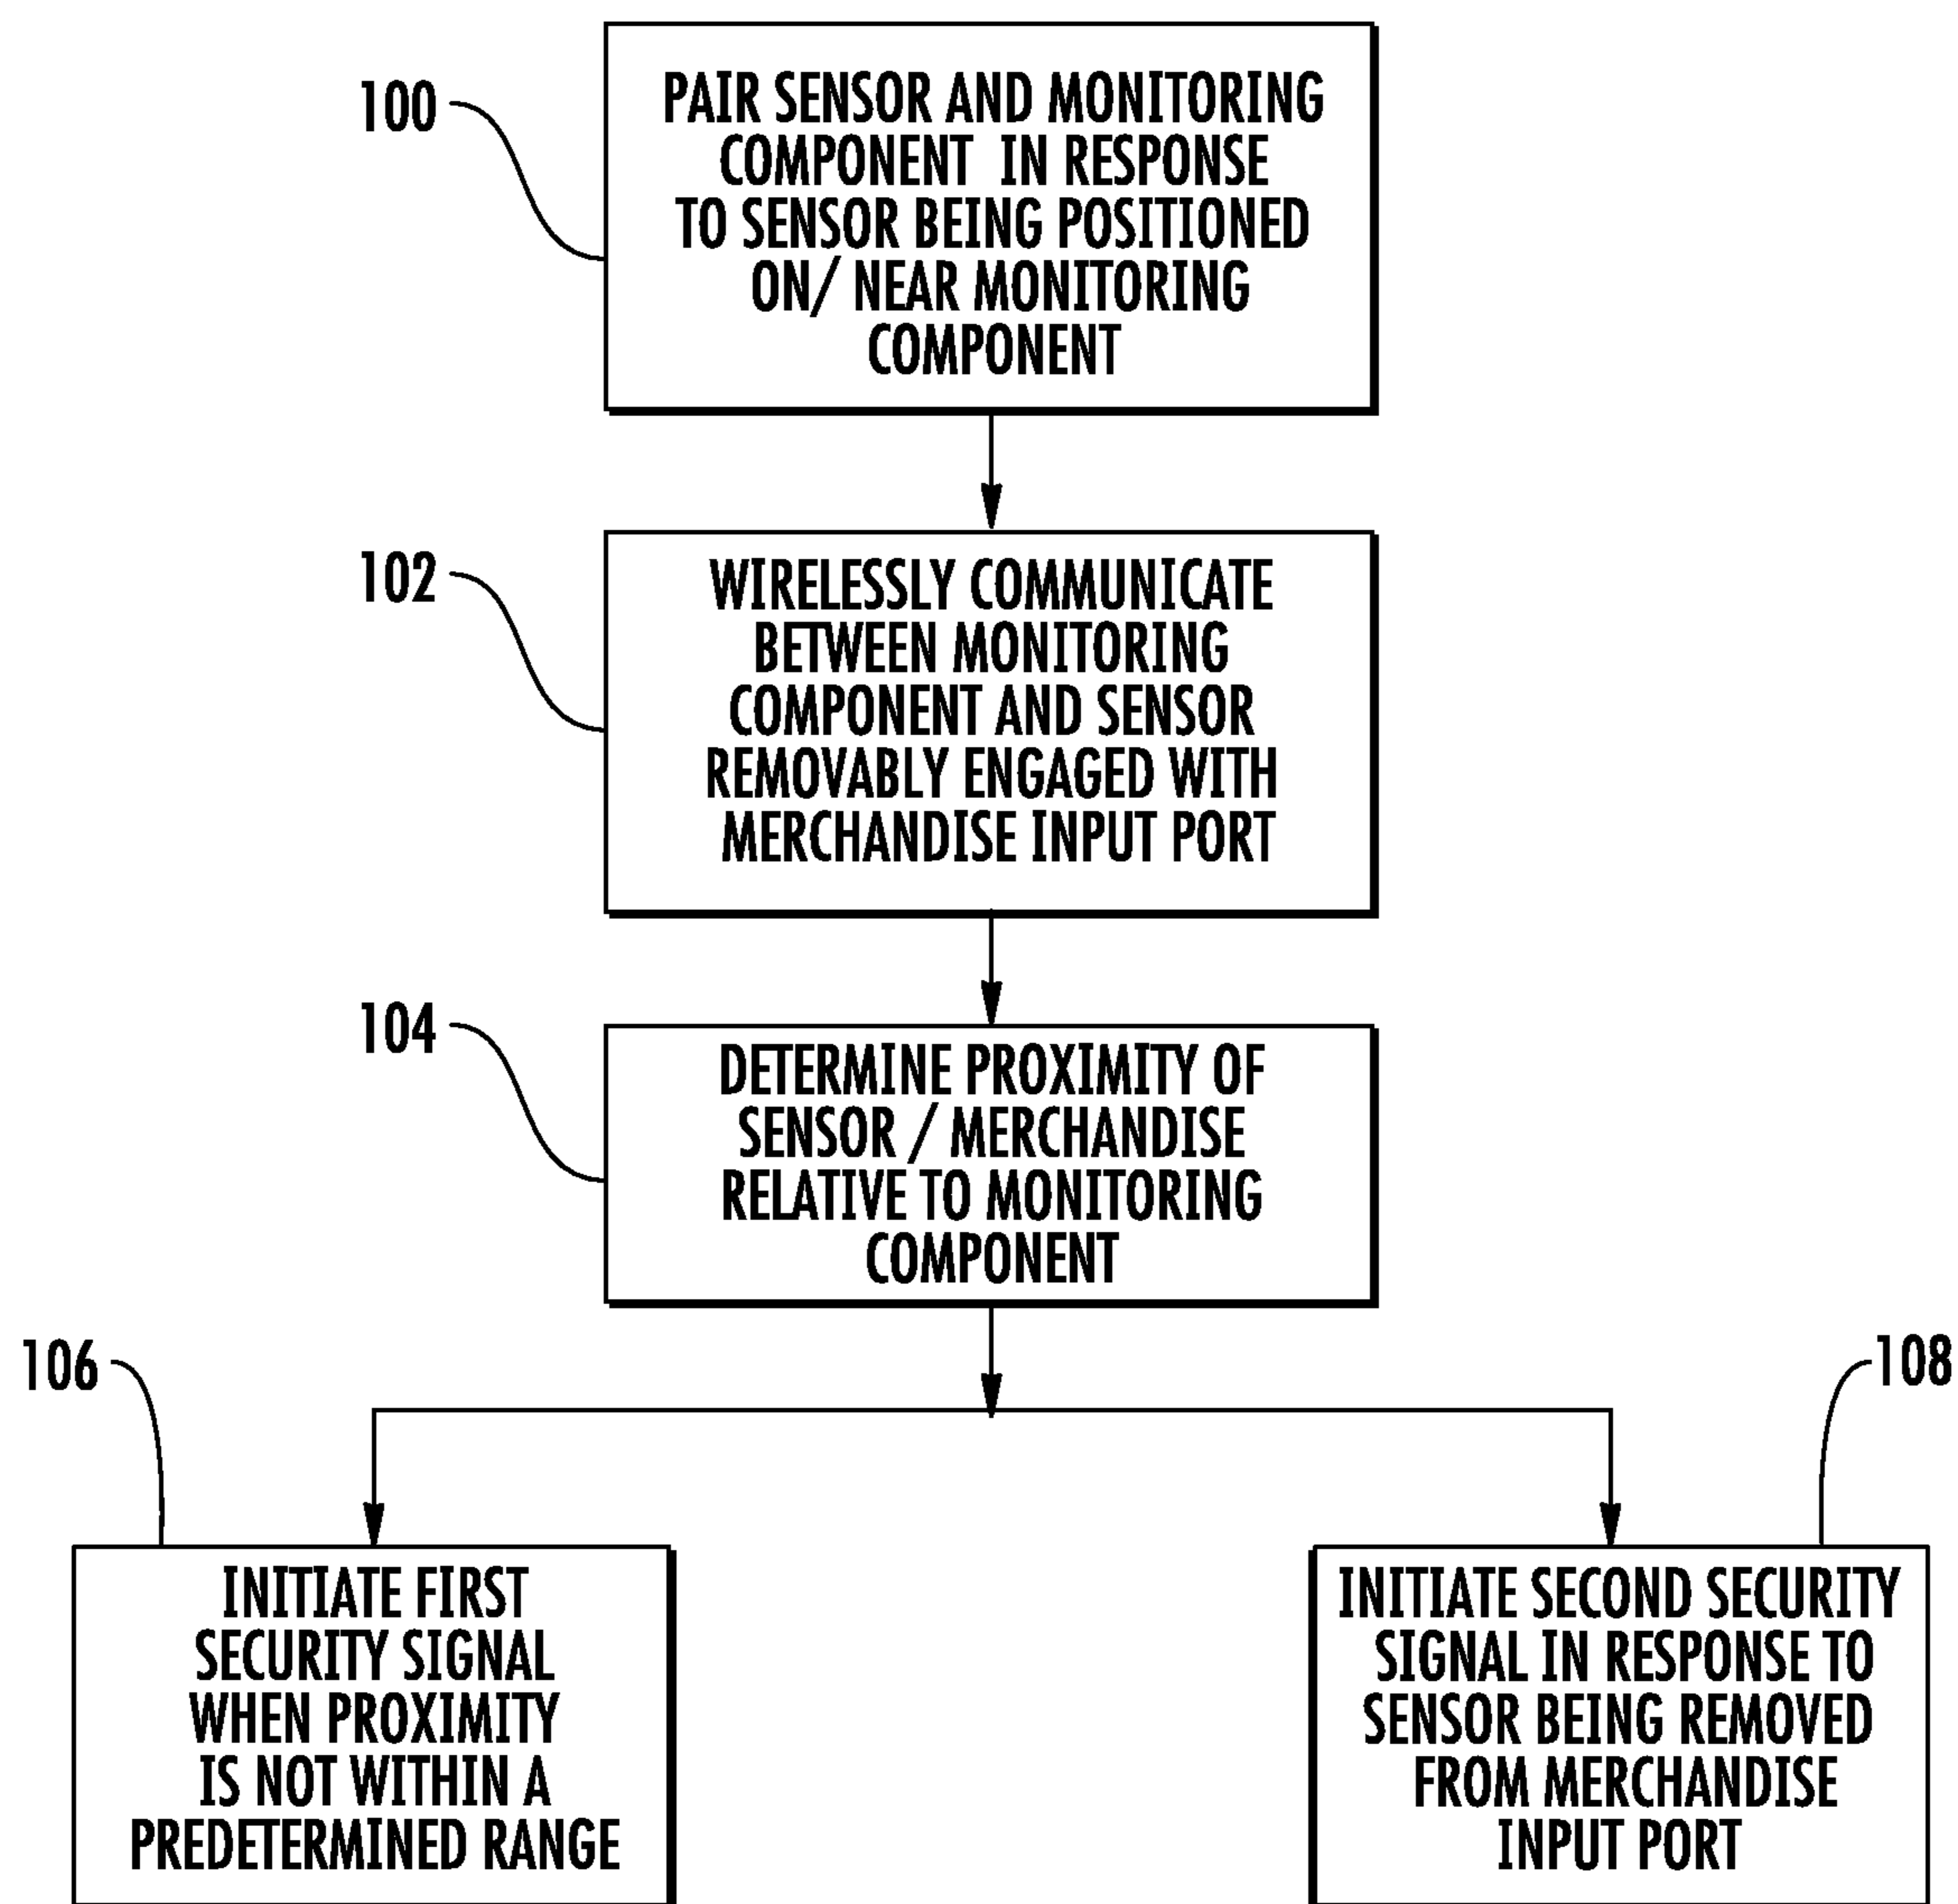 100
PAIR SENSOR AND MONITORING
COMPONENT IN RESPONSE
TO SENSOR BEING POSITIONED
ON/ NEAR MONITORING
COMPONENT
102
WIRELESSLY COMMUNICATE
BETWEEN MONITORING
COMPONENT AND SENSOR
REMOVABLY ENGAGED WITH
MERCHANDISE INPUT PORT
104
DETERMINE PROXIMITY OF
SENSOR / MERCHANDISE
RELATIVE TO MONITORING
COMPONENT
106
INITIATE FIRST
SECURITY SIGNAL
WHEN PROXIMITY
IS NOT WITHIN A
PREDETERMINED RANGE
108
INITIATE SECOND SECURITY
SIGNAL IN RESPONSE TO
SENSOR BEING REMOVED
FROM MERCHANDISE
INPUT PORT